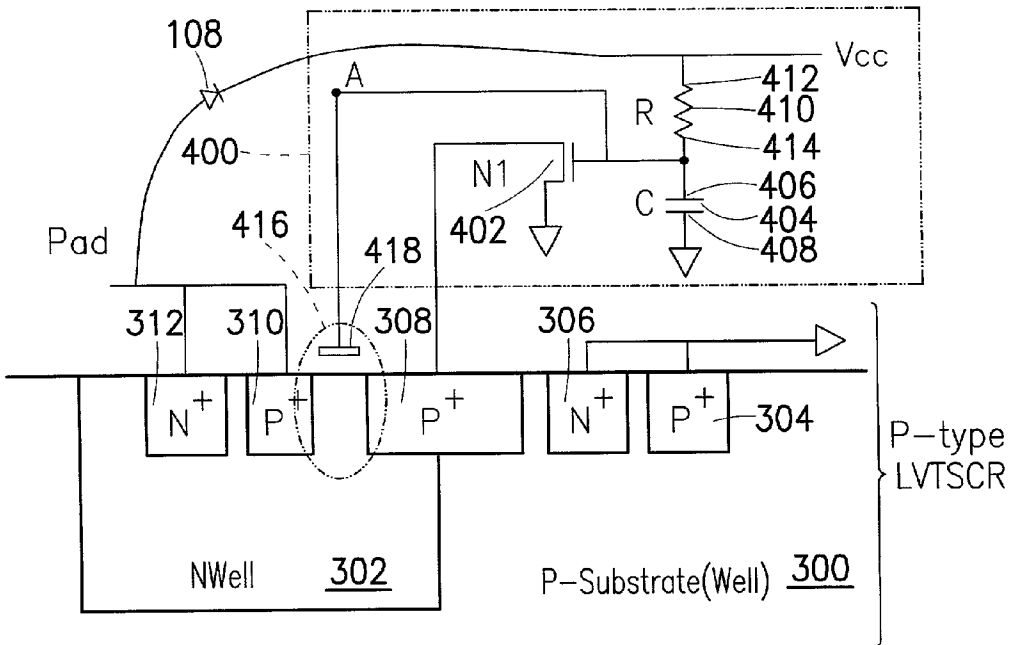 108
A
Vcc
412
R
410
400
414
N1
406
C
404
402
408
Pad
416
418
312
310
308
306
N+
P+
P+
N+
P+
304
P-type
LVTSCR
NWell
302
P-Substrate(Well)
300